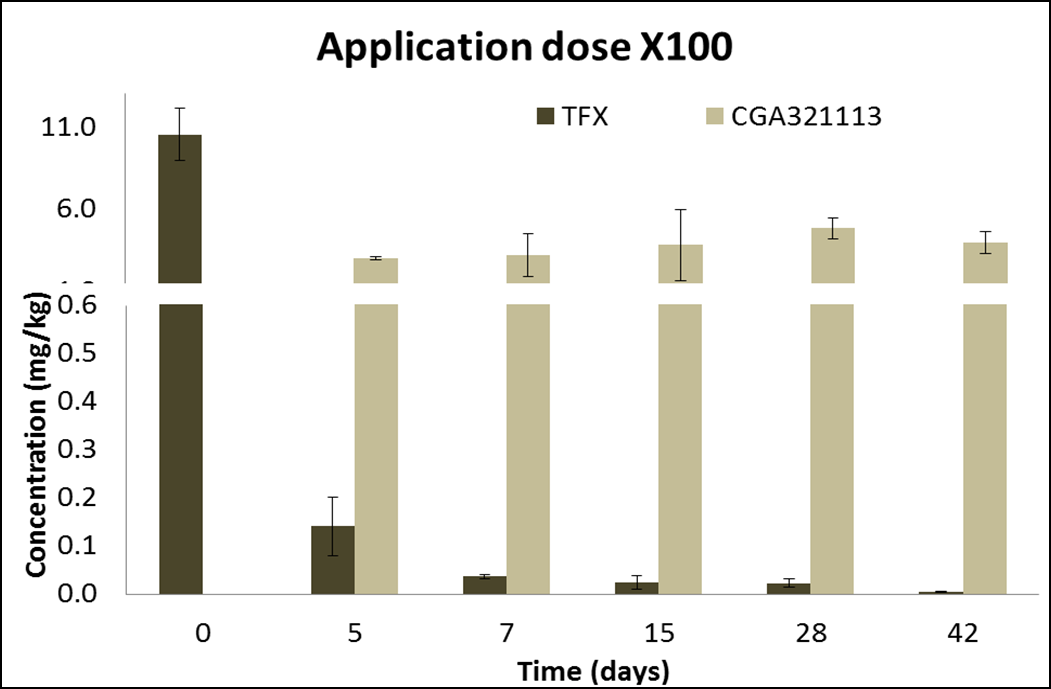 Application dose X100
TFX CGA321113
11.0
6.0
0.6
0.5
0.4
0.3
0.2
0.1
0.0
Concentration (mg/kg)
0 5 7 15 28 42
Time (days)